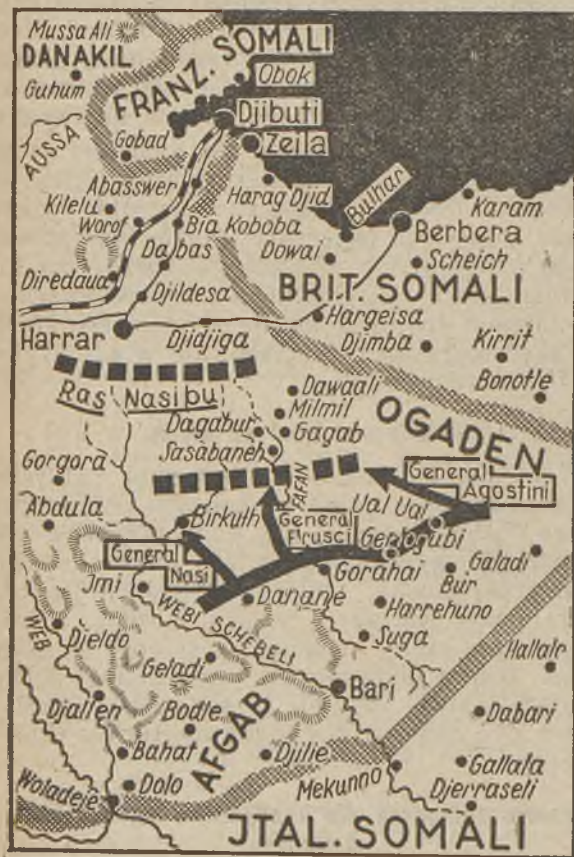 Mussa Ali
DANAKIL
Guhum
FRANZ. SOMALI
Obok
Djibuti
Zeila
Gobad
AUSSA
Abasswer
Harag Djid
Bulhar
Karam
Kilelu
Worof
Bia Koboba
Berbera
Dabas
Dowai
Scheich
Diredaua
Djildesa
BRIT. SOMALI
Hargeisa
Harrar
Djidjiga
Djimba
Kirrit
Bonotle
Ras Nasibu
Dawaali
Milmil
Dagabur
Gagab
OGADEN
Sasabaneh
Gorgora
FAFAN
General
Agostini
Abdula
Birkuth
General
Frusci
Ual Ual
Gerlogubi
General
Nasi
Gorahai
Galadi
Bur
Jmi
Danane
Harrehuno
WEBI SCHEBELI
WEB
Djeldo
Suga
Geladi
Hallalr
Bari
Djallen
Bodle
AFGAB
Dabari
Bahat
Djilie
Gallala
Woladeje
Dolo
Mekunno
Djerraseli
JTAL. SOMALI